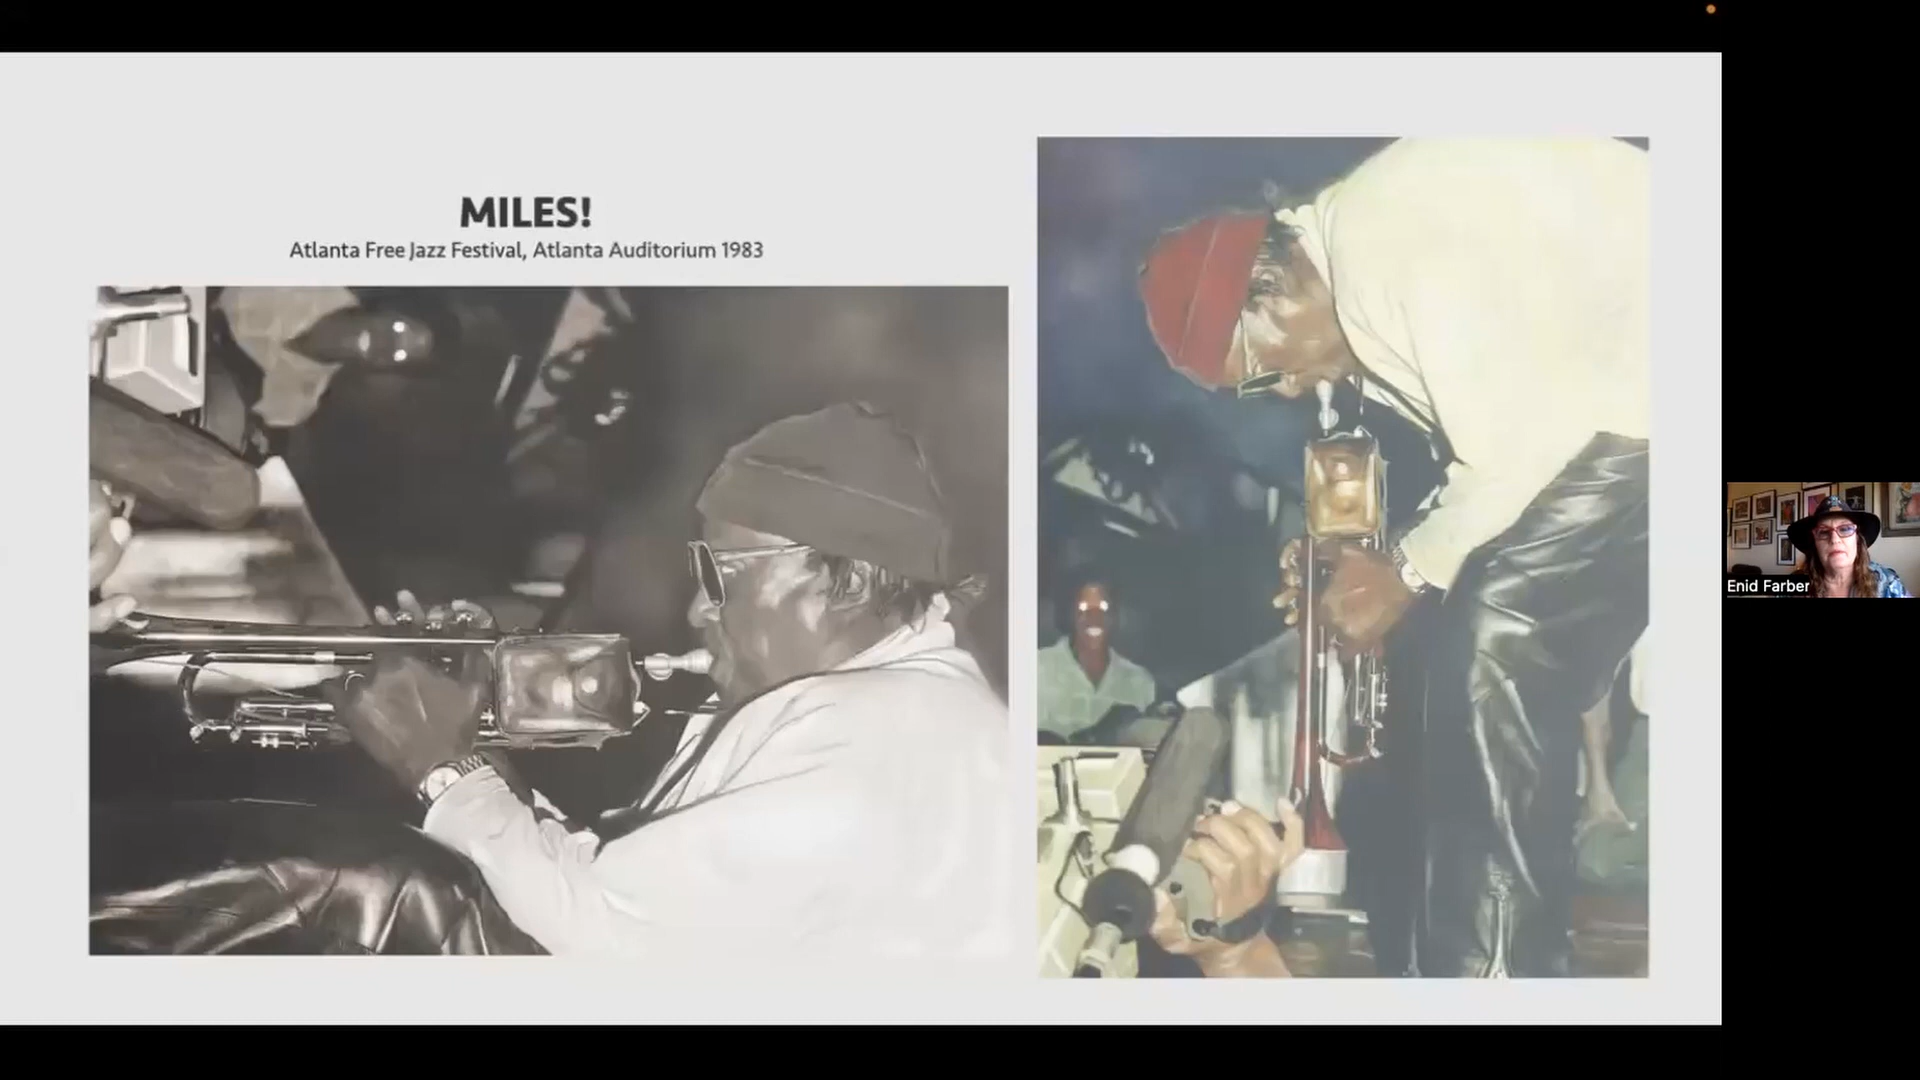 MILES!
Atlanta Free Jazz Festival, Atlanta Auditorium 1983
Enid Farber